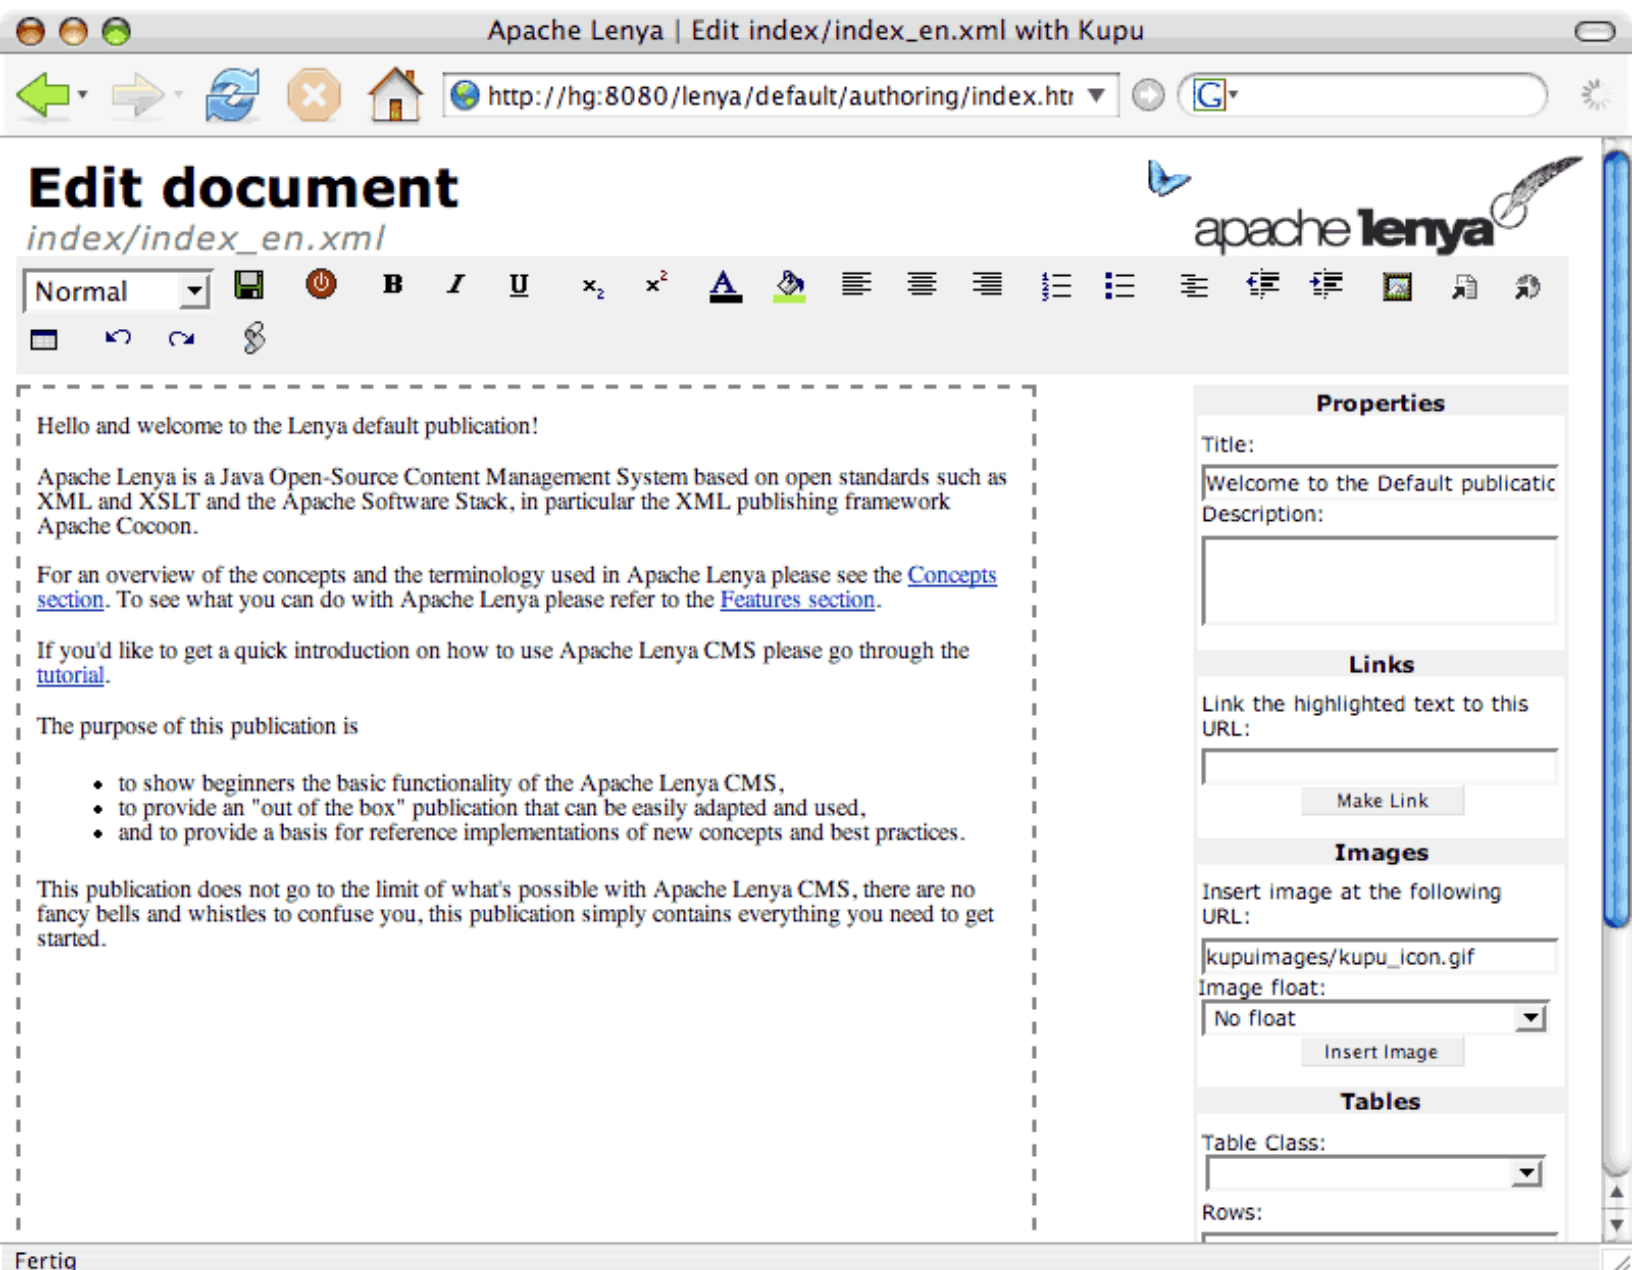 Apache Lenya | Edit index/index_en.xml with Kupu
http://hg:8080/lenya/default/authoring/index.htr
G
Edit document
index/index_en.xml
apache lenya
Normal
B I U x2 x2 A
Hello and welcome to the Lenya default publication!
Apache Lenya is a Java Open-Source Content Management System based on open standards such as
XML and XSLT and the Apache Software Stack, in particular the XML publishing framework
Apache Cocoon.
For an overview of the concepts and the terminology used in Apache Lenya please see the Concepts
section. To see what you can do with Apache Lenya please refer to the Features section.
If you'd like to get a quick introduction on how to use Apache Lenya CMS please go through the
tutorial.
The purpose of this publication is
• to show beginners the basic functionality of the Apache Lenya CMS,
• to provide an "out of the box" publication that can be easily adapted and used,
• and to provide a basis for reference implementations of new concepts and best practices.
This publication does not go to the limit of what's possible with Apache Lenya CMS, there are no
fancy bells and whistles to confuse you, this publication simply contains everything you need to get
started.
Properties
Title:
Welcome to the Default publicatic
Description:
Links
Link the highlighted text to this
URL:
Make Link
Images
Insert image at the following
URL:
kupuimages/kupu_icon.gif
Image float:
No float
Insert Image
Tables
Table Class:
Rows:
Fertig